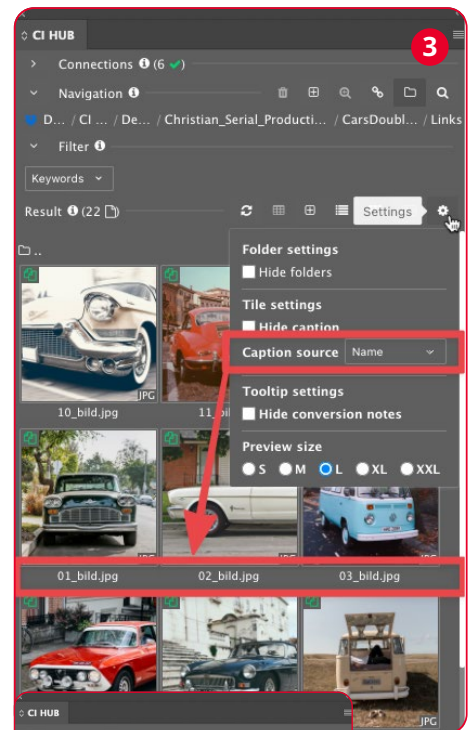 CI HUB
3
Connections (6 ✓)
Navigation
D... / CI ... / De... / Christian_Serial_Producti... / CarsDoubl... / Links
Filter
Keywords
Result (22 )
Settings
..
Folder settings
Hide folders
Tile settings
Hide caption
Caption source Name
Tooltip settings
Hide conversion notes
Preview size
S M L XL XXL
JPG
10_bild.jpg
JPG
01_bild.jpg 02_bild.jpg 03_bild.jpg
JPG
CI HUB